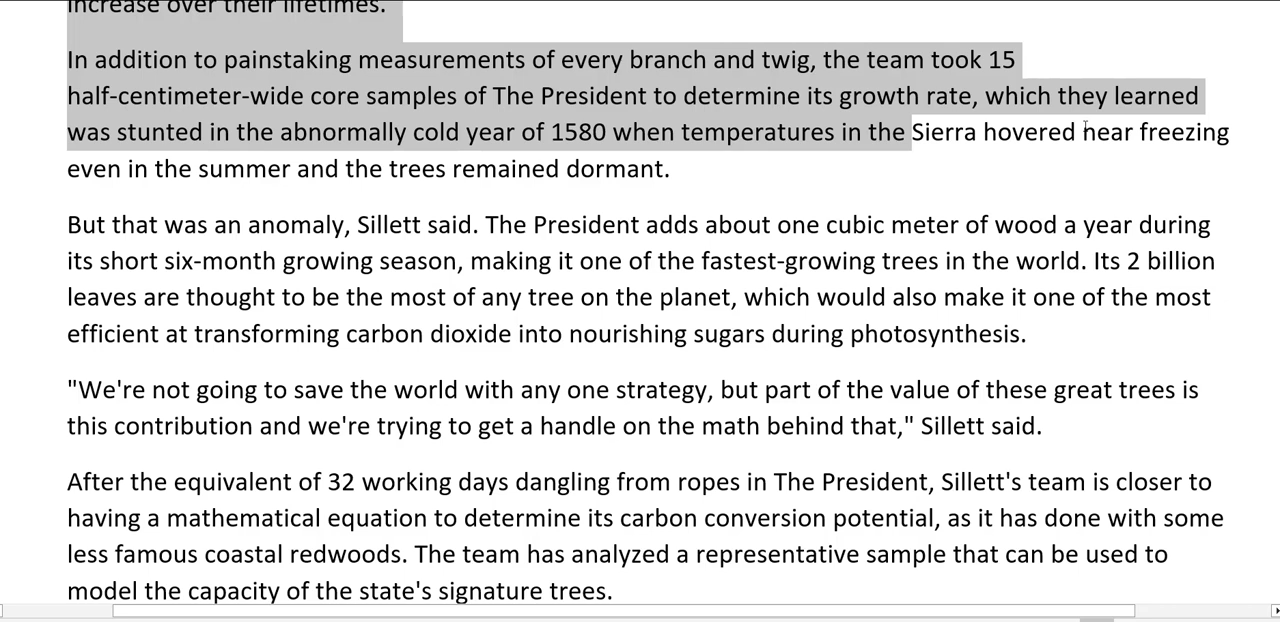 increase over their lifetimes.
In addition to painstaking measurements of every branch and twig, the team took 15
half-centimeter-wide core samples of The President to determine its growth rate, which they learned
was stunted in the abnormally cold year of 1580 when temperatures in the Sierra hovered near freezing
even in the summer and the trees remained dormant.
But that was an anomaly, Sillett said. The President adds about one cubic meter of wood a year during
its short six-month growing season, making it one of the fastest-growing trees in the world. Its 2 billion
leaves are thought to be the most of any tree on the planet, which would also make it one of the most
efficient at transforming carbon dioxide into nourishing sugars during photosynthesis.
"We're not going to save the world with any one strategy, but part of the value of these great trees is
this contribution and we're trying to get a handle on the math behind that," Sillett said.
After the equivalent of 32 working days dangling from ropes in The President, Sillett's team is closer to
having a mathematical equation to determine its carbon conversion potential, as it has done with some
less famous coastal redwoods. The team has analyzed a representative sample that can be used to
model the capacity of the state's signature trees.